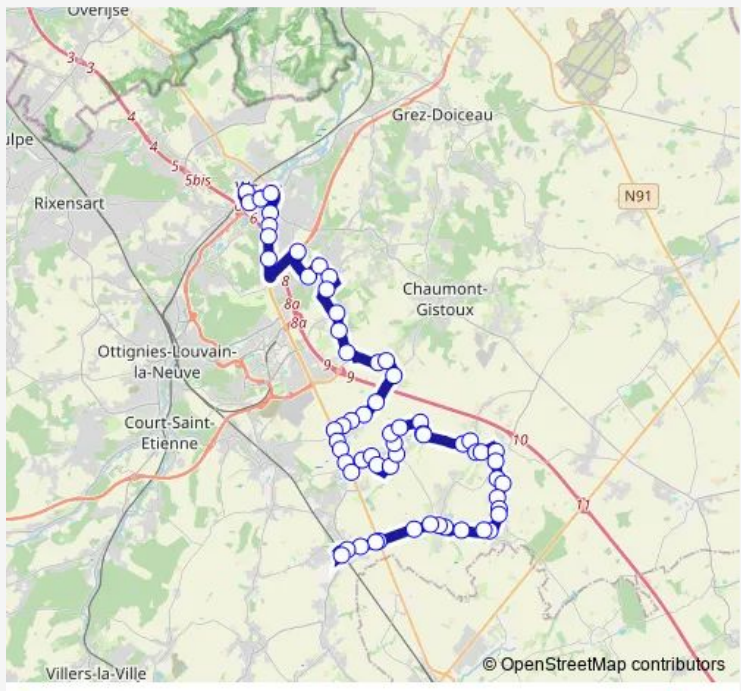 Overijse
3-3
4
Grez-Doiceau
4
ulpe
5
5bis
N91
Rixensart
6
8
Chaumont-
Gistoux
8a
8a
Ottignies-Louvain-
la-Neuve
9
9
Court-Saint-
Etienne
10
11
Villers-la-Ville
© OpenStreetMap contributors